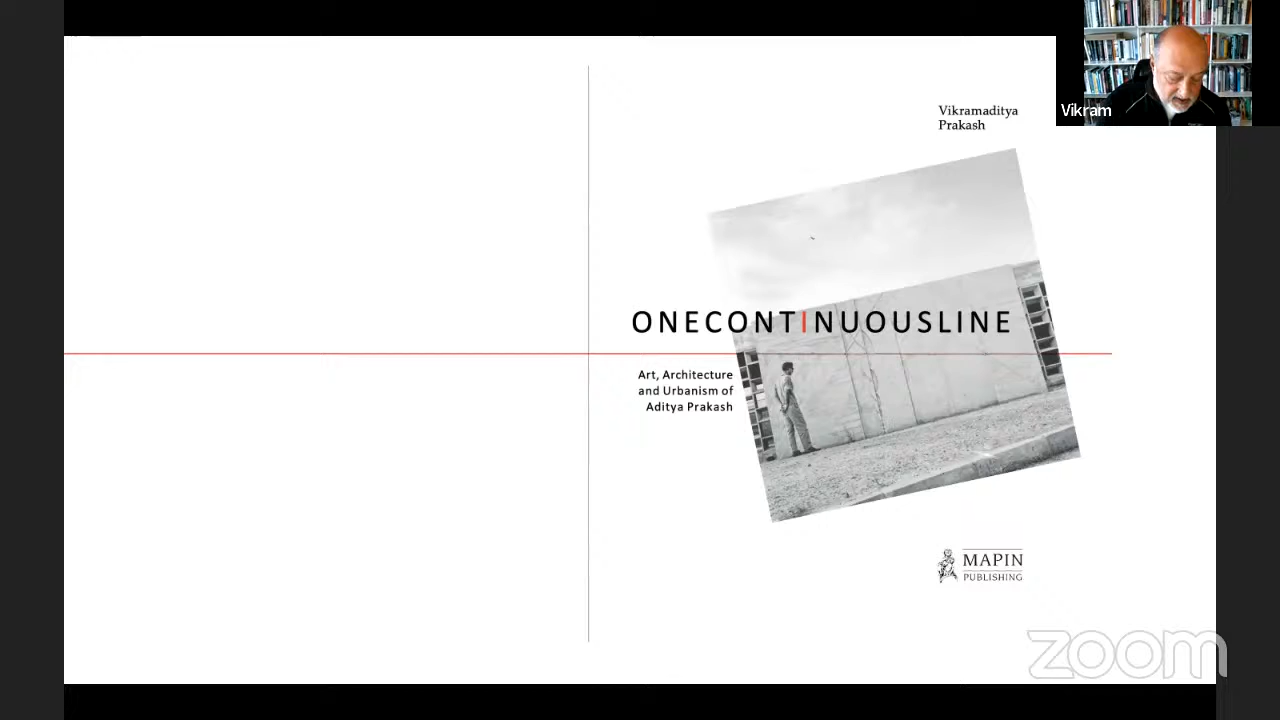 Vikramaditya
Prakash
Vikram
ONECONTINUOUSLINE
Art, Architecture
and Urbanism of
Aditya Prakash
MAPIN
PUBLISHING
zoom